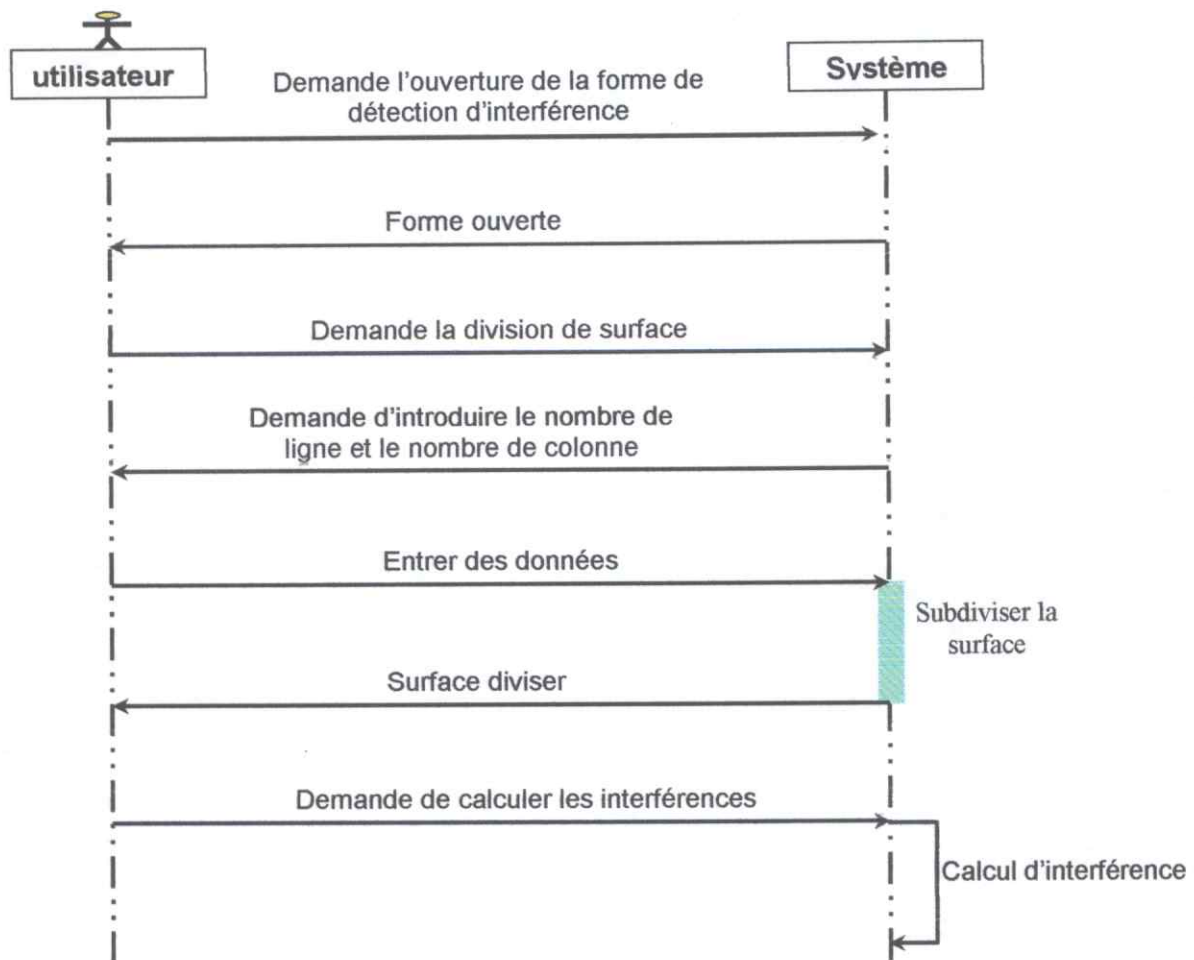 utilisateur
Système
Demande l'ouverture de la forme de
détection d'interférence
Forme ouverte
Demande la division de surface
Demande d'introduire le nombre de
ligne et le nombre de colonne
Entrer des données
Subdiviser la
surface
Surface diviser
Demande de calculer les interférences
Calcul d'interférence